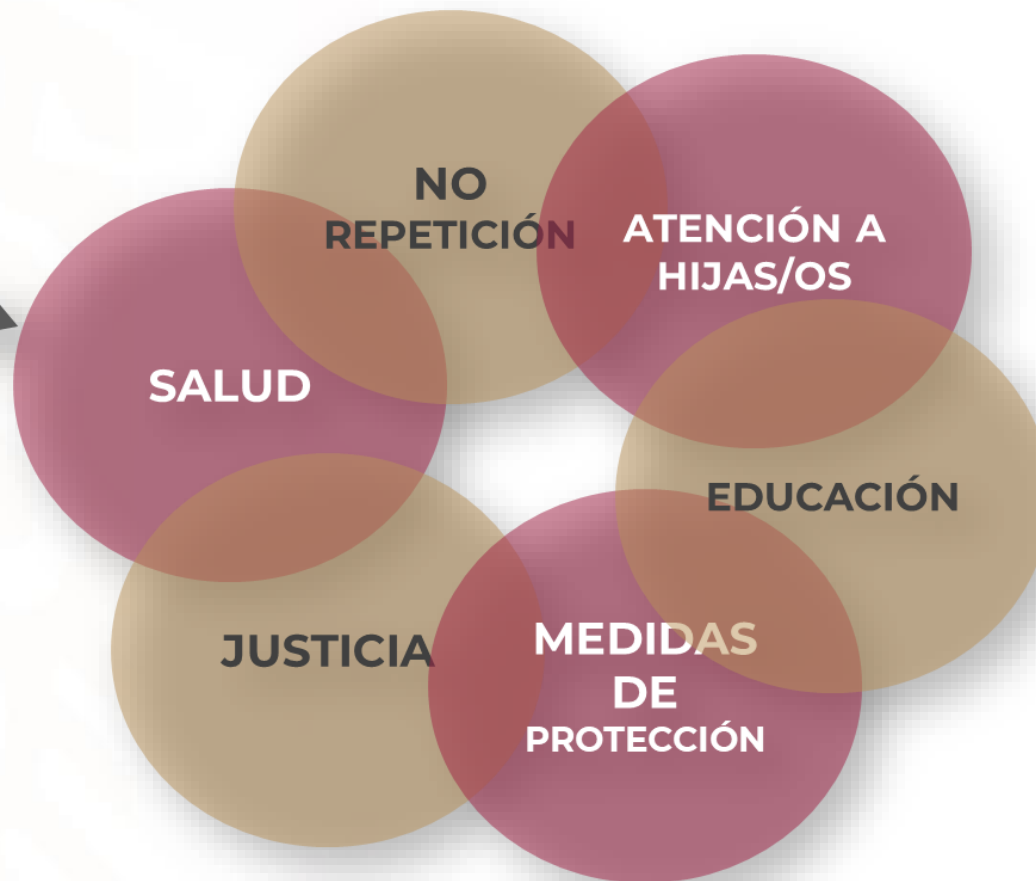 NO
REPETICIÓN
ATENCIÓN A
HIJAS/OS
SALUD
EDUCACIÓN
JUSTICIA
MEDIDAS
DE
PROTECCIÓN